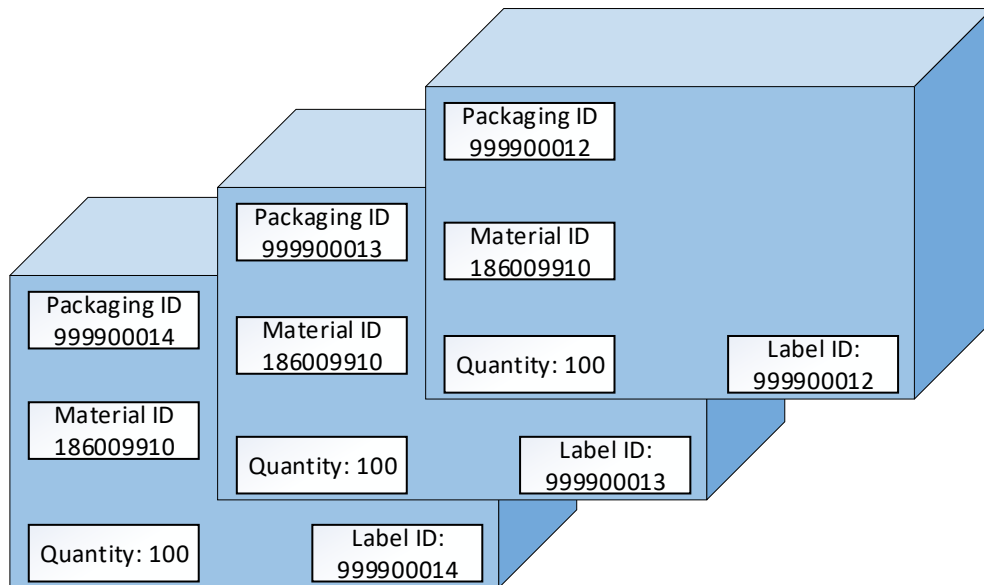 Packaging ID
999900012
Material ID
186009910
Quantity: 100
Label ID:
999900012
Packaging ID
999900013
Material ID
186009910
Quantity: 100
Label ID:
999900013
Packaging ID
999900014
Material ID
186009910
Quantity: 100
Label ID:
999900014